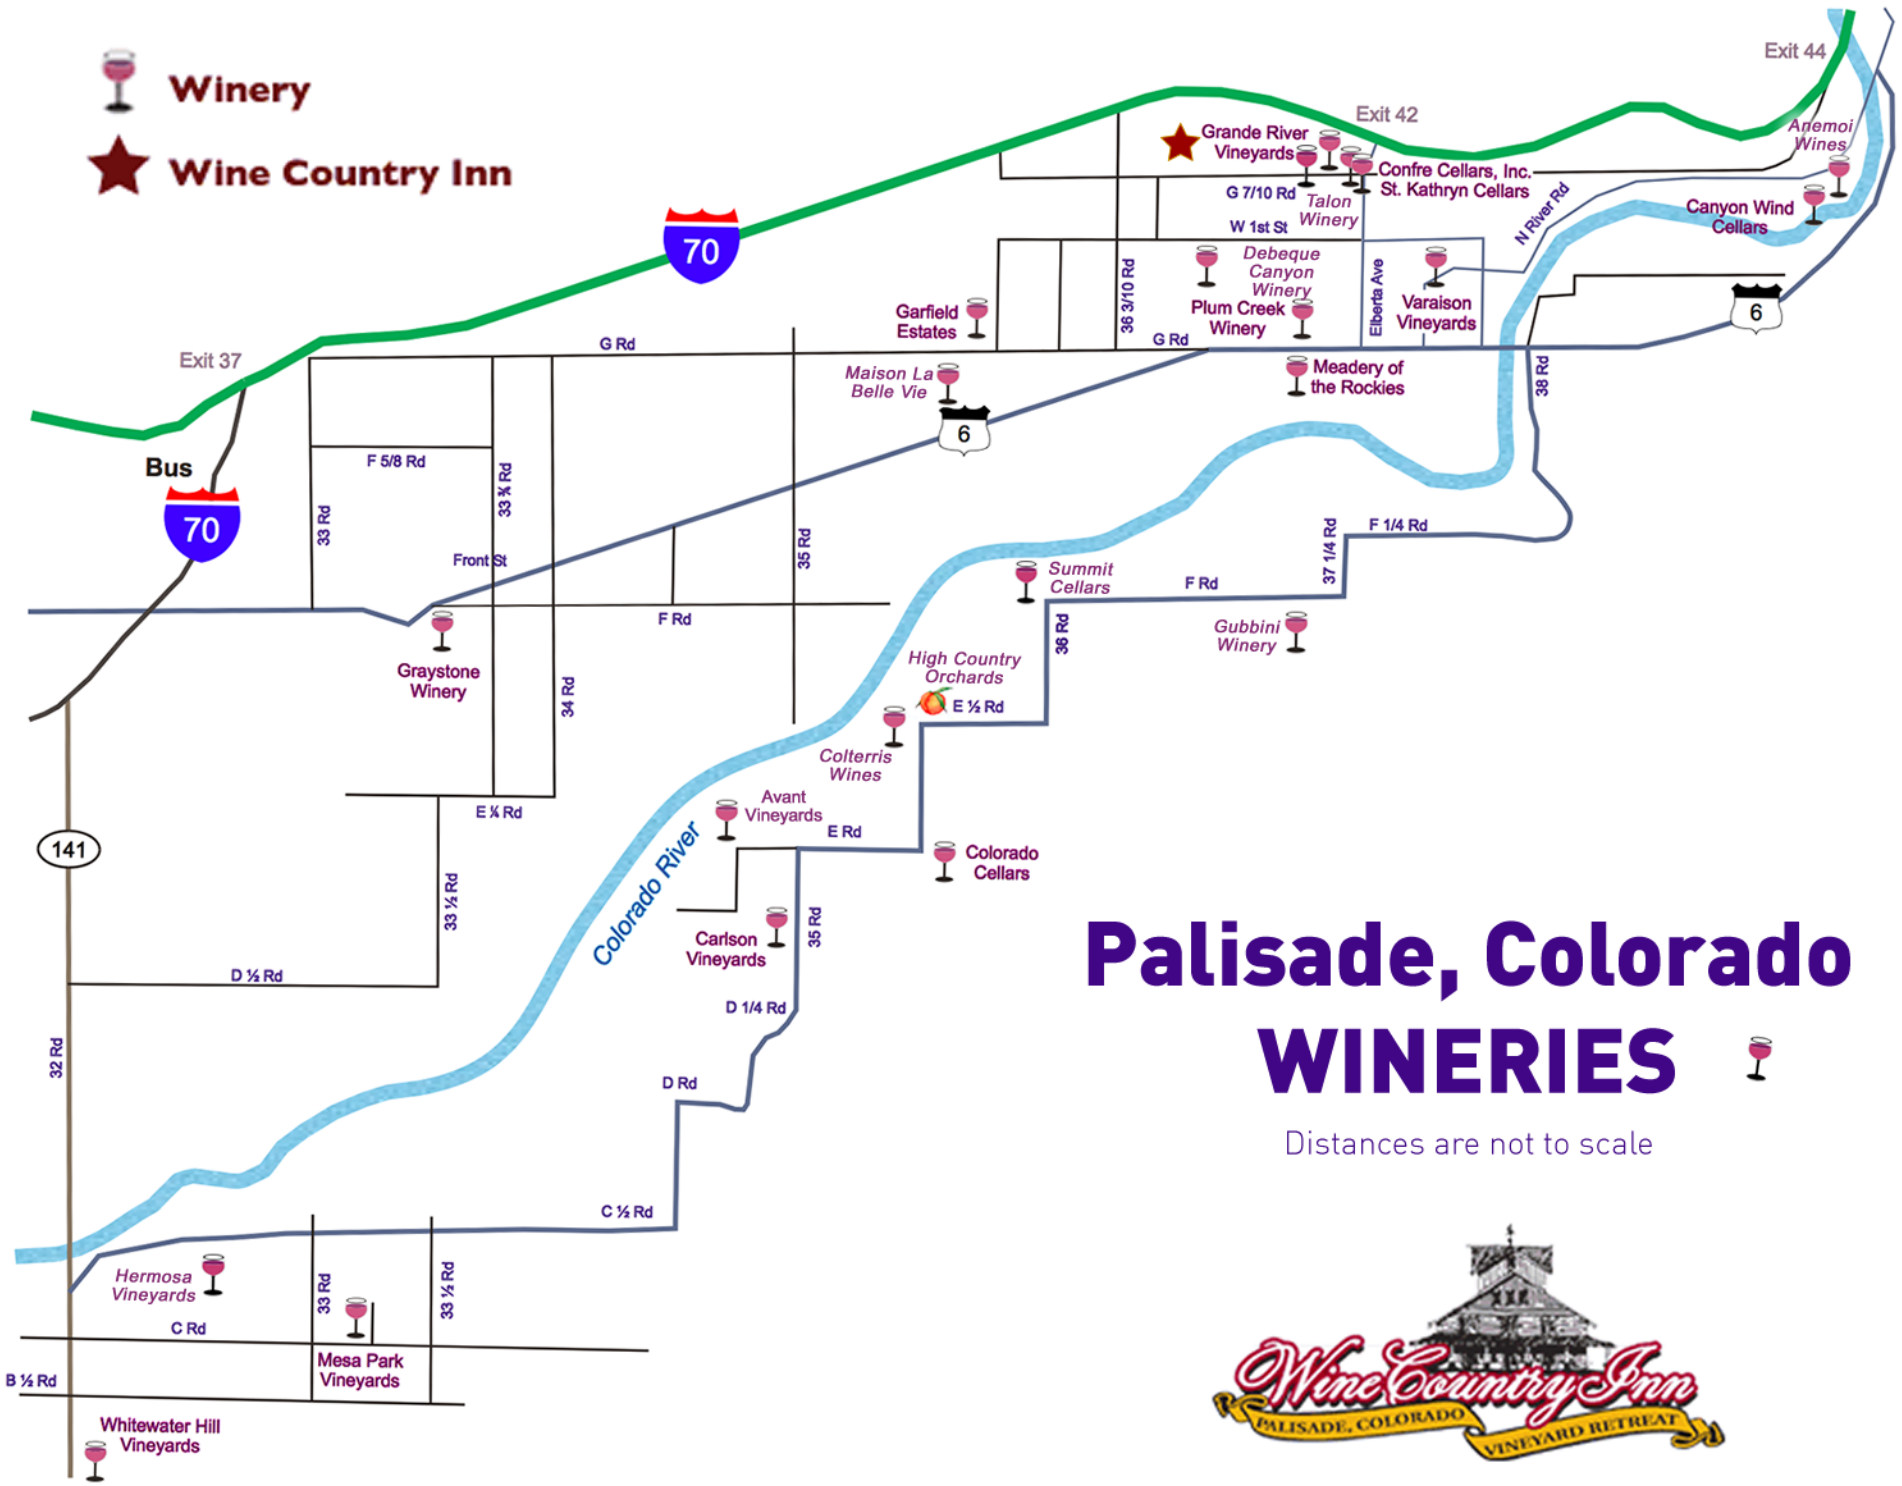 Winery
Wine Country Inn
Exit 44
Exit 42
Anemoi
Wines
Grande River
Vineyards
Confre Cellars, Inc.
St. Kathryn Cellars
G 7/10 Rd
Talon
Winery
N River Rd
Canyon Wind
Cellars
W 1st St
70
Debeque
Canyon
Winery
36 3/10 Rd
Elberta Ave
Garfield
Estates
Plum Creek
Winery
Varaison
Vineyards
6
G Rd
G Rd
Exit 37
Maison La
Belle Vie
Meadery of
the Rockies
38 Rd
6
Bus
70
F 5/8 Rd
33 ¾ Rd
33 Rd
35 Rd
37 1/4 Rd
F 1/4 Rd
Front St
Summit
Cellars
F Rd
F Rd
36 Rd
Gubbini
Winery
Graystone
Winery
34 Rd
High Country
Orchards
E ½ Rd
Colterris
Wines
E ¼ Rd
Avant
Vineyards
E Rd
141
Colorado River
Colorado
Cellars
33 ½ Rd
Carlson
Vineyards
35 Rd
D ½ Rd
D 1/4 Rd
32 Rd
D Rd
Palisade, Colorado
WINERIES
Distances are not to scale
C ½ Rd
Hermosa
Vineyards
33 Rd
33 ½ Rd
C Rd
Mesa Park
Vineyards
B ½ Rd
Whitewater Hill
Vineyards
Wine Country Inn
PALISADE, COLORADO
VINEYARD RETREAT